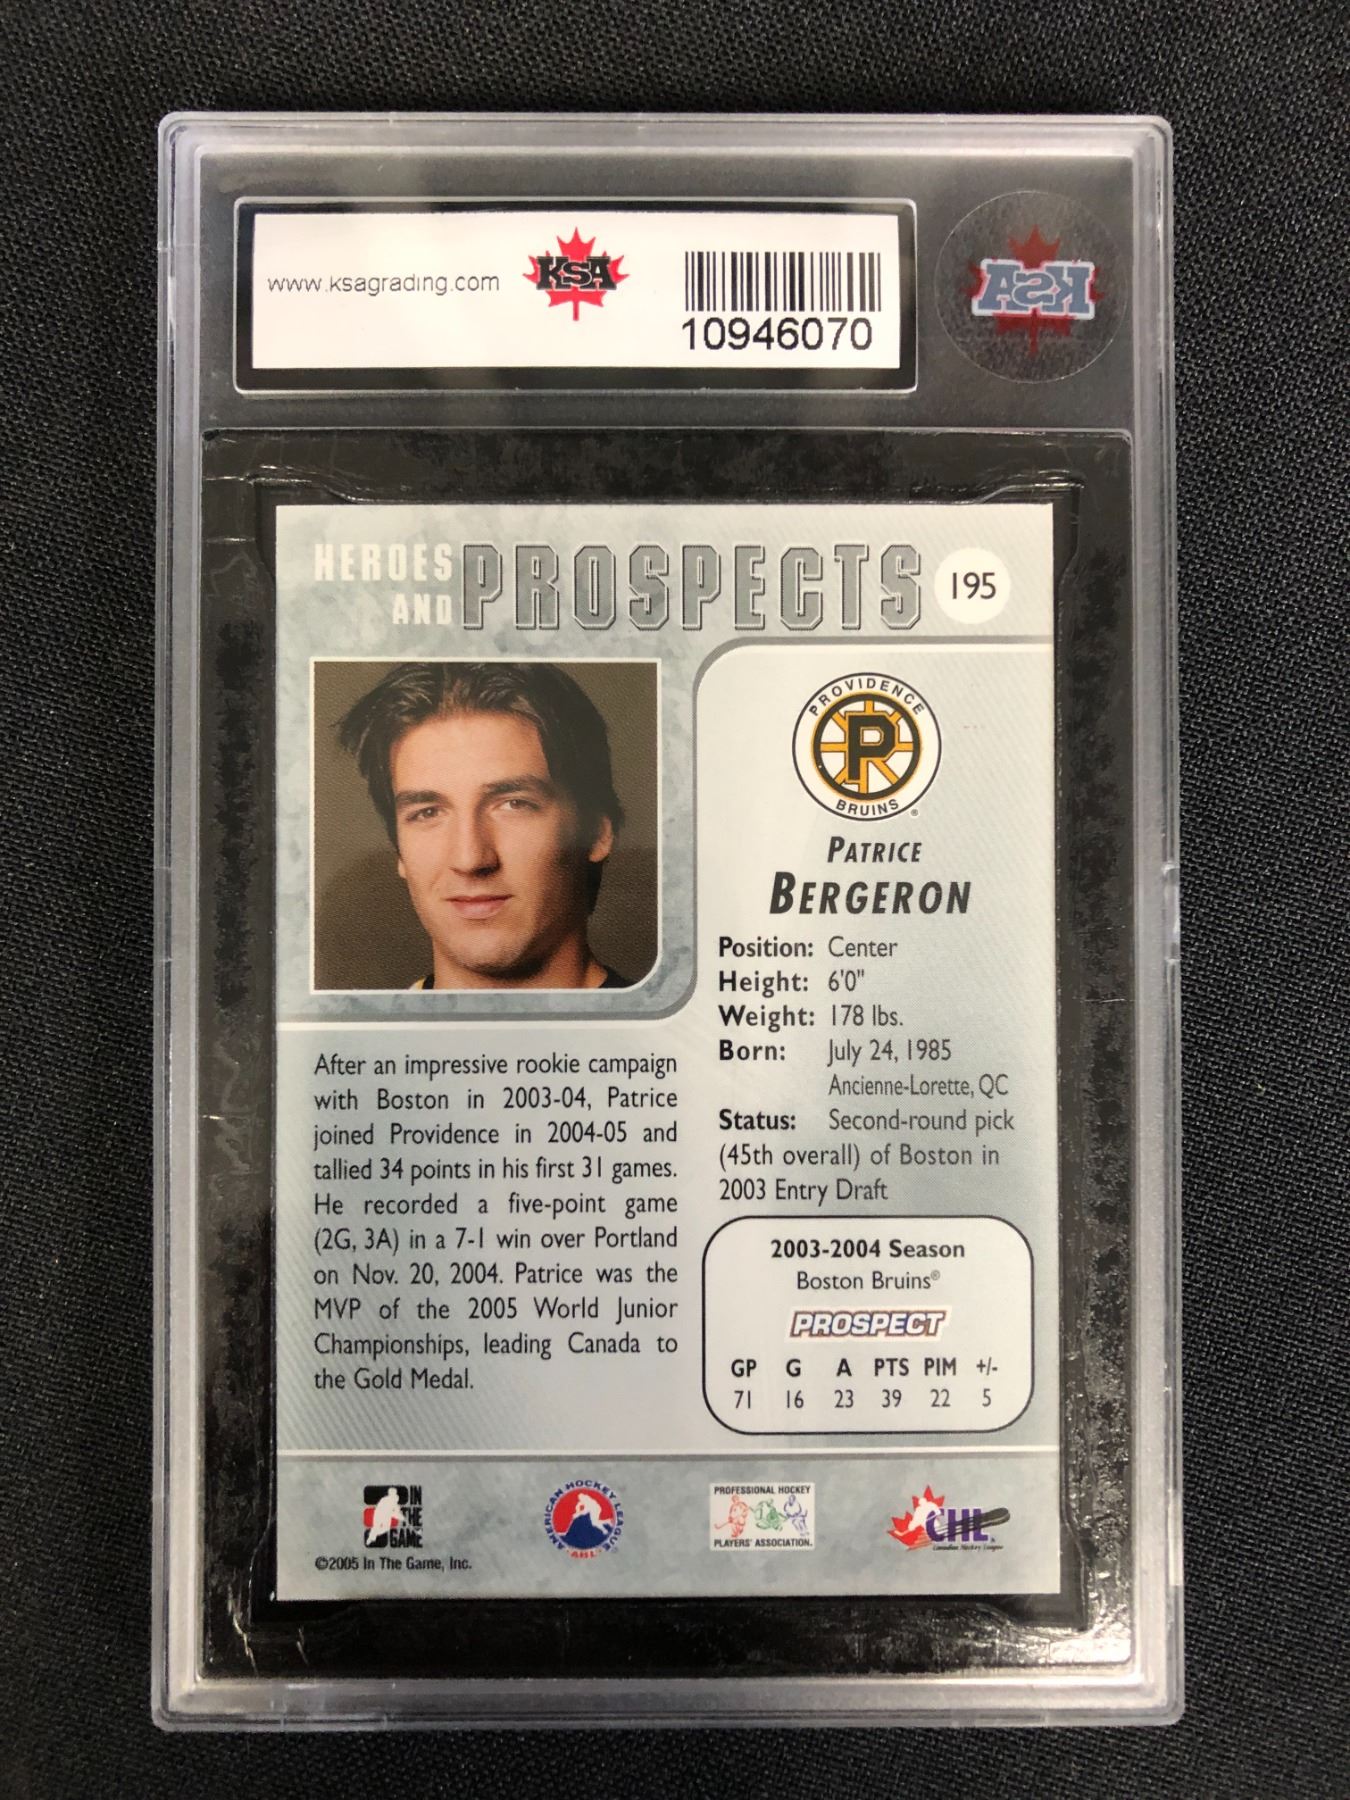 www.ksagrading.com
KSA
10946070
KSA
HEROES
AND
PROSPECTS
195
PROVIDENCE
P
BRUINS
®
PATRICE
BERGERON
Position: Center
Height: 6'0"
Weight: 178 lbs.
Born: July 24, 1985
Ancienne-Lorette, QC
Status: Second-round pick
(45th overall) of Boston in
2003 Entry Draft
After an impressive rookie campaign
with Boston in 2003-04, Patrice
joined Providence in 2004-05 and
tallied 34 points in his first 31 games.
He recorded a five-point game
(2G, 3A) in a 7-1 win over Portland
on Nov. 20, 2004. Patrice was the
MVP of the 2005 World Junior
Championships, leading Canada to
the Gold Medal.
2003-2004 Season
Boston Bruins®
PROSPECT
GP G A PTS PIM +/-
71 16 23 39 22 5
IN
THE
GAME
©2005 In The Game, Inc.
AMERICAN HOCKEY LEAGUE
AHL
PROFESSIONAL HOCKEY
PLAYERS' ASSOCIATION.
CHL
Canadian Hockey League